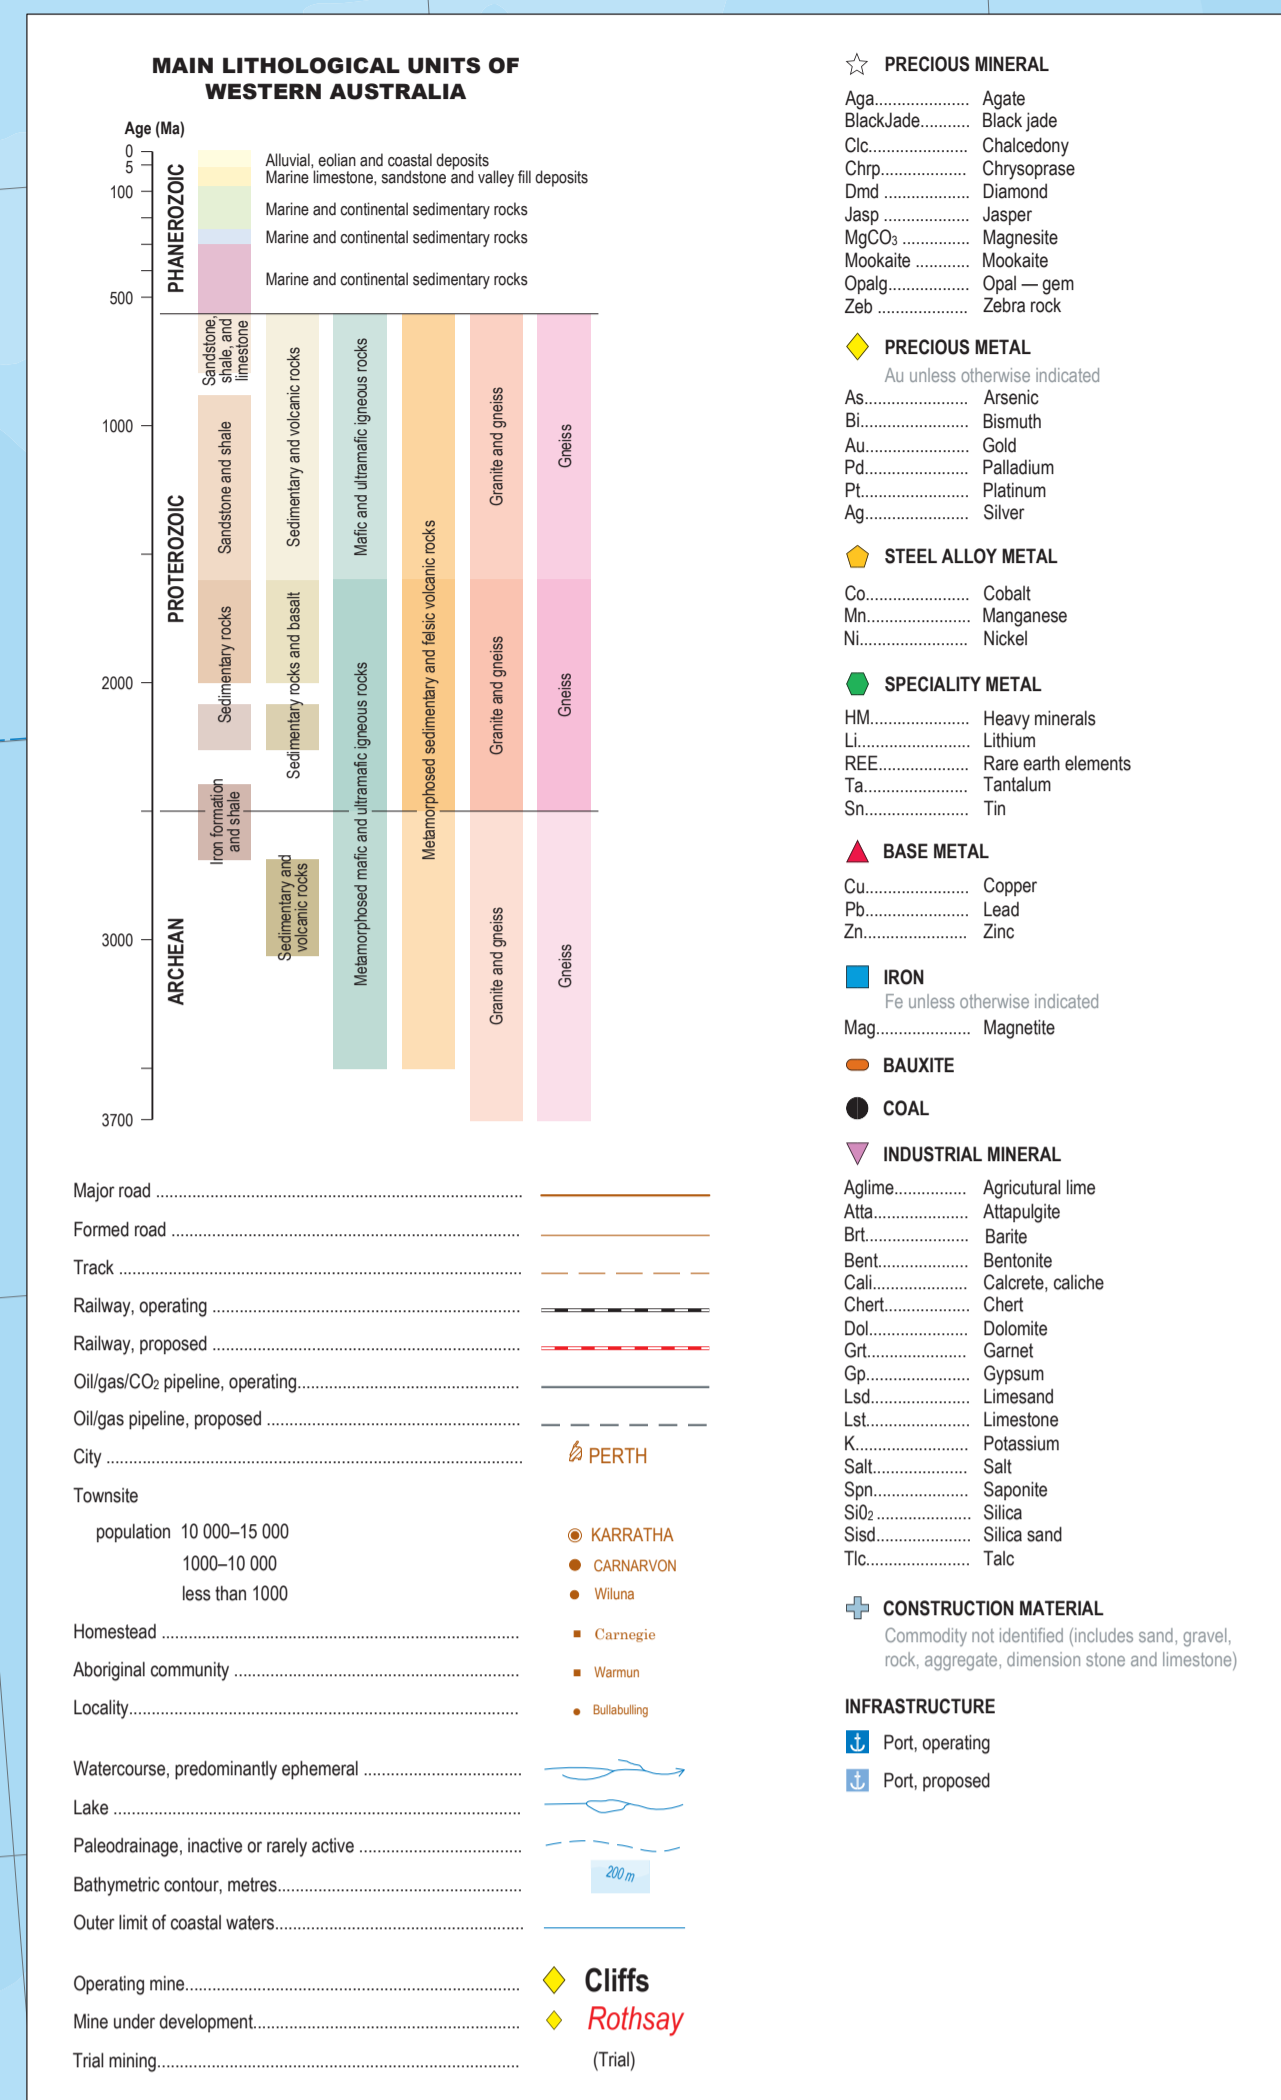 MAIN LITHOLOGICAL UNITS OF
WESTERN AUSTRALIA
Age (Ma)
0
5
100
500
1000
2000
3000
3700
PHANEROZOIC
PROTEROZOIC
ARCHEAN
Alluvial, eolian and coastal deposits
Marine limestone, sandstone and valley fill deposits
Marine and continental sedimentary rocks
Marine and continental sedimentary rocks
Marine and continental sedimentary rocks
Sandstone,
shale, and
limestone
Sandstone and shale
Sedimentary rocks
Iron formation
and shale
Sedimentary and volcanic rocks
Sedimentary rocks and basalt
Sedimentary and
volcanic rocks
Mafic and ultramafic igneous rocks
Metamorphosed mafic and ultramafic igneous rocks
Metamorphosed sedimentary and felsic volcanic rocks
Granite and gneiss
Granite and gneiss
Granite and gneiss
Gneiss
Gneiss
Gneiss
Major road ..........
Formed road ..........
Track ..........
Railway, operating ..........
Railway, proposed ..........
Oil/gas/CO₂ pipeline, operating..........
Oil/gas pipeline, proposed ..........
City .......... PERTH
Townsite
population 10 000–15 000 KARRATHA
1000–10 000 CARNARVON
less than 1000 Wiluna
Homestead .......... Carnegie
Aboriginal community .......... Warmun
Locality.......... Bullabulling
Watercourse, predominantly ephemeral ..........
Lake ..........
Paleodrainage, inactive or rarely active ..........
200 m
Bathymetric contour, metres..........
Outer limit of coastal waters..........
Operating mine.......... Cliffs
Mine under development.......... Rothsay
Trial mining.......... (Trial)
PRECIOUS MINERAL
Aga.......... Agate
BlackJade.......... Black jade
Clc.......... Chalcedony
Chrp.......... Chrysoprase
Dmd .......... Diamond
Jasp .......... Jasper
MgCO₃ .......... Magnesite
Mookaite .......... Mookaite
Opalg.......... Opal — gem
Zeb .......... Zebra rock
PRECIOUS METAL
Au unless otherwise indicated
As.......... Arsenic
Bi.......... Bismuth
Au.......... Gold
Pd.......... Palladium
Pt.......... Platinum
Ag.......... Silver
STEEL ALLOY METAL
Co.......... Cobalt
Mn.......... Manganese
Ni.......... Nickel
SPECIALITY METAL
HM.......... Heavy minerals
Li.......... Lithium
REE.......... Rare earth elements
Ta.......... Tantalum
Sn.......... Tin
BASE METAL
Cu.......... Copper
Pb.......... Lead
Zn.......... Zinc
IRON
Fe unless otherwise indicated
Mag.......... Magnetite
BAUXITE
COAL
INDUSTRIAL MINERAL
Aglime.......... Agricutural lime
Atta.......... Attapulgite
Brt.......... Barite
Bent.......... Bentonite
Cali.......... Calcrete, caliche
Chert.......... Chert
Dol.......... Dolomite
Grt.......... Garnet
Gp.......... Gypsum
Lsd.......... Limesand
Lst.......... Limestone
K.......... Potassium
Salt.......... Salt
Spn.......... Saponite
Si0₂ .......... Silica
Sisd.......... Silica sand
Tlc.......... Talc
CONSTRUCTION MATERIAL
Commodity not identified (includes sand, gravel,
rock, aggregate, dimension stone and limestone)
INFRASTRUCTURE
Port, operating
Port, proposed